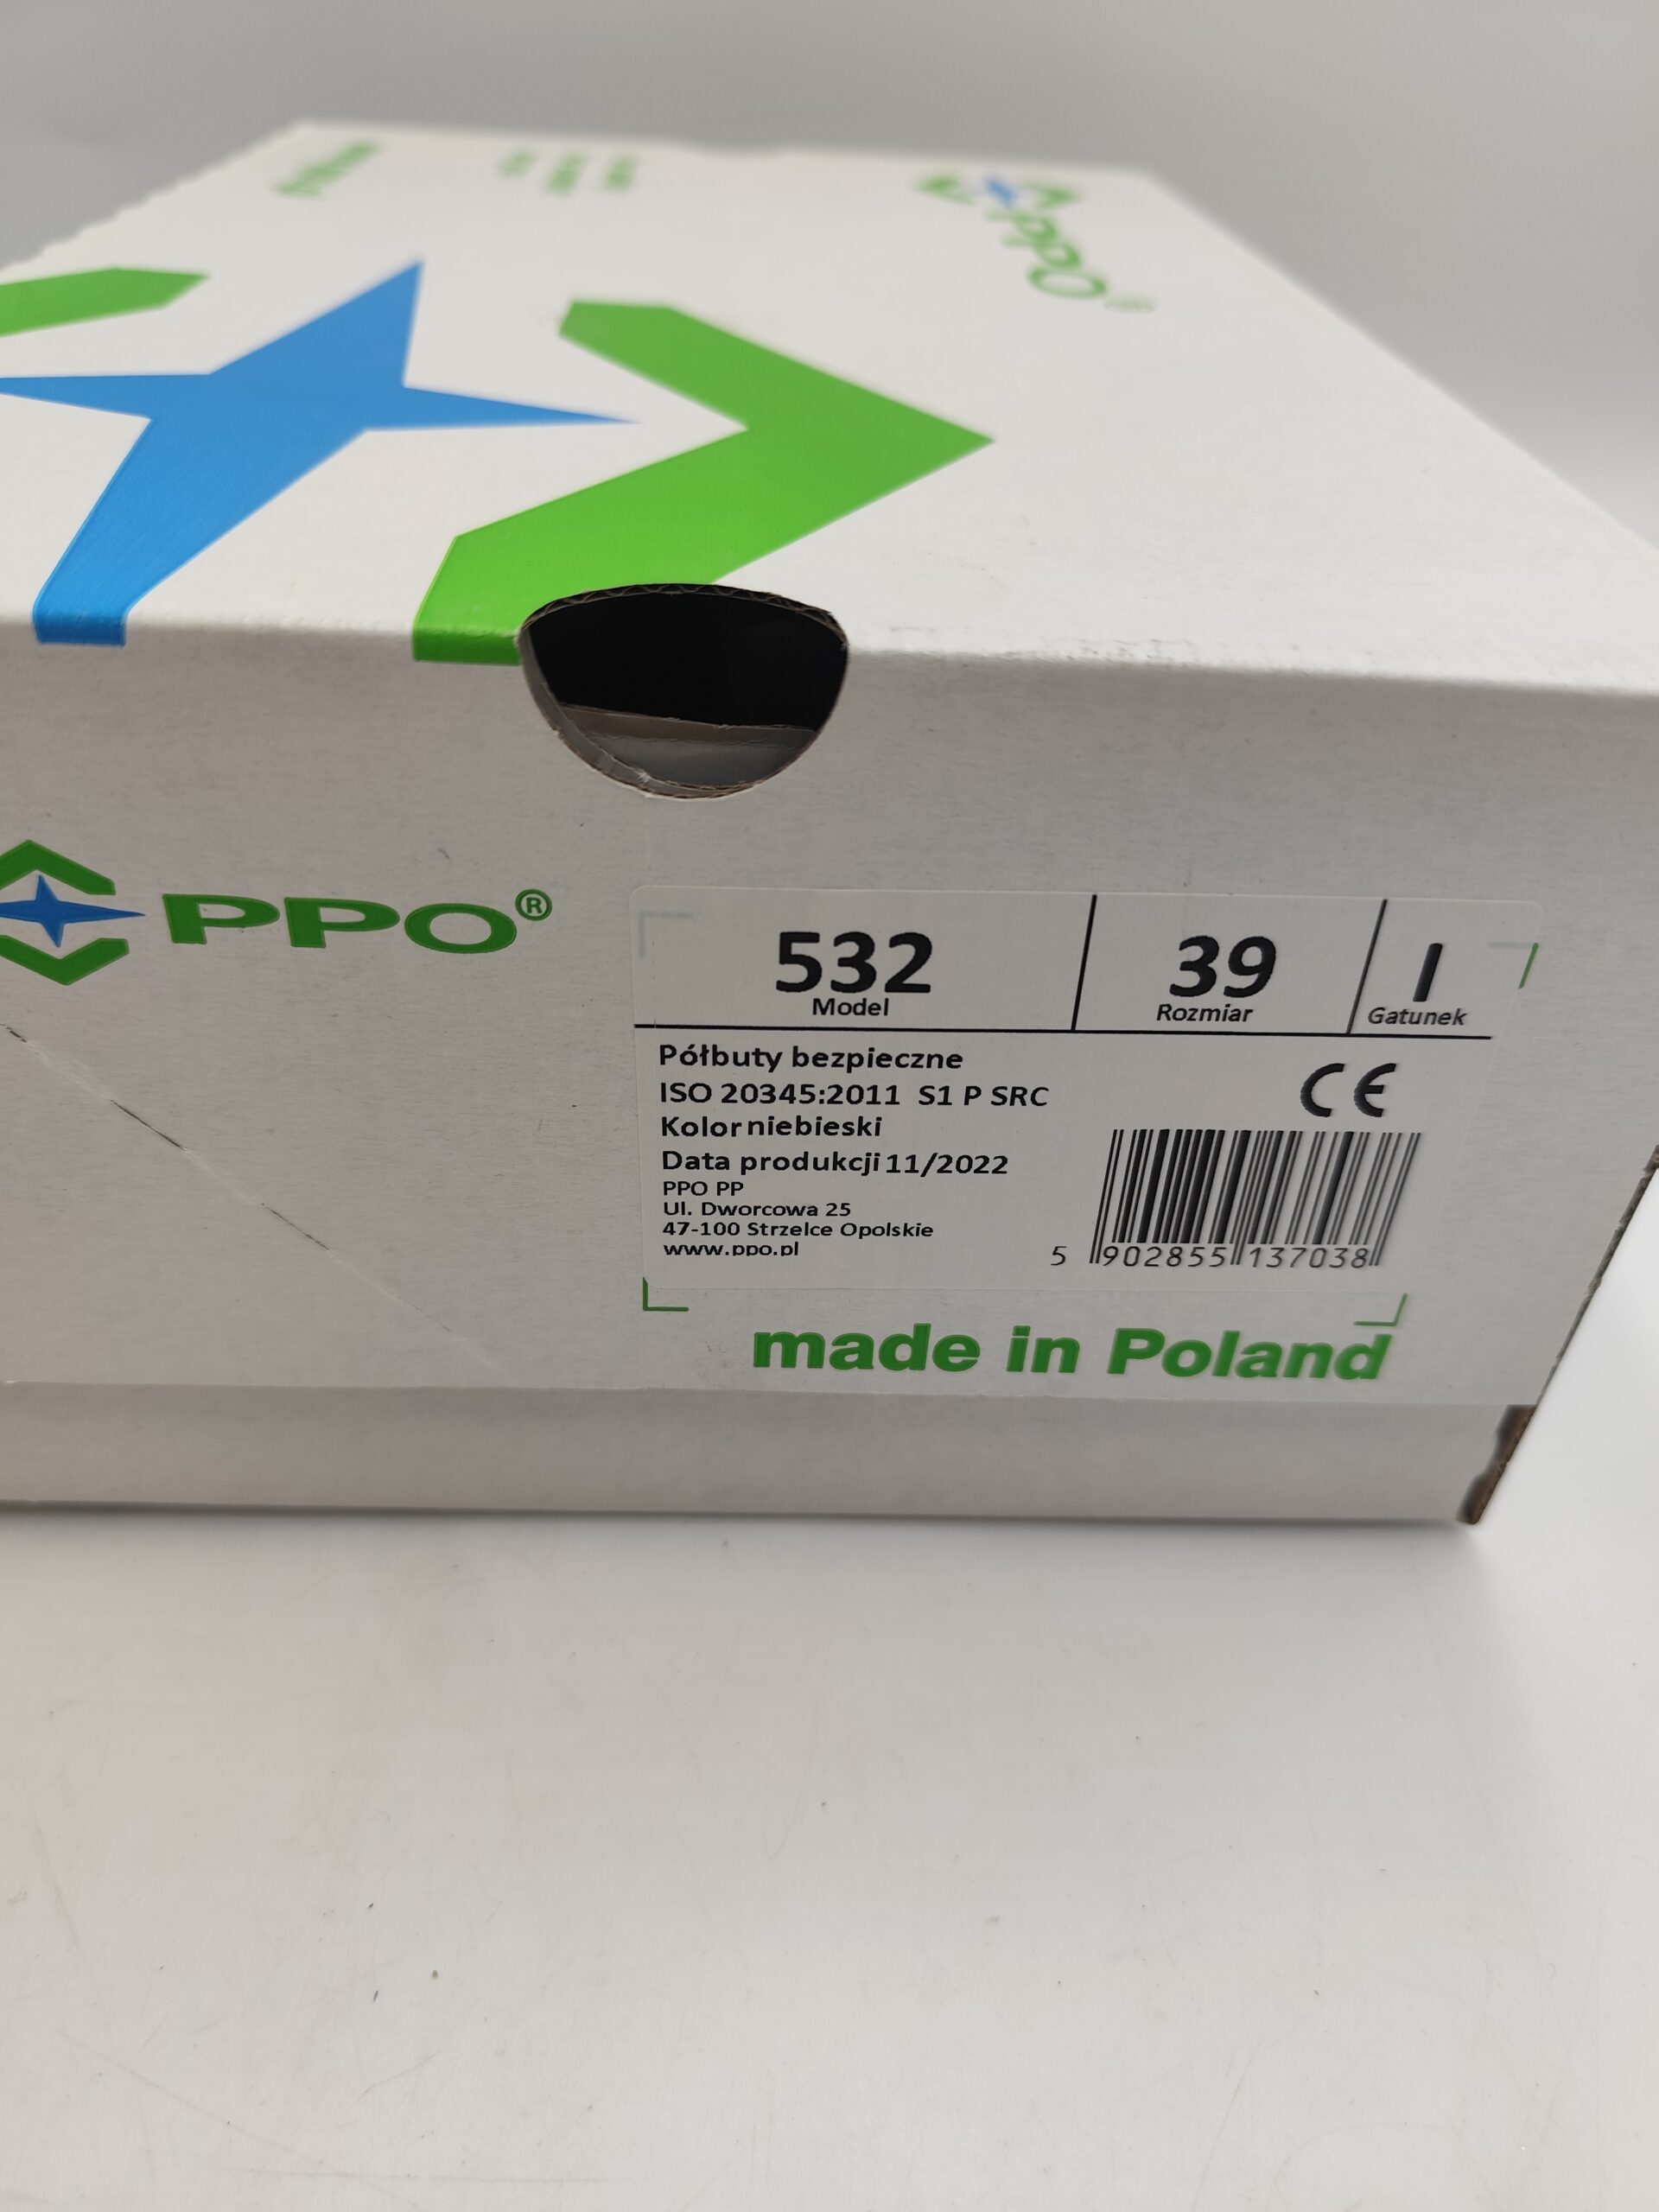 PPO®
PPO®
532
Model
39
Rozmiar
I
Gatunek
Półbuty bezpieczne
ISO 20345:2011 S1 P SRC
Kolor niebieski
Data produkcji 11/2022
PPO PP
Ul. Dworcowa 25
47-100 Strzelce Opolskie
www.ppo.pl
CE
5 902855 137038
made in Poland